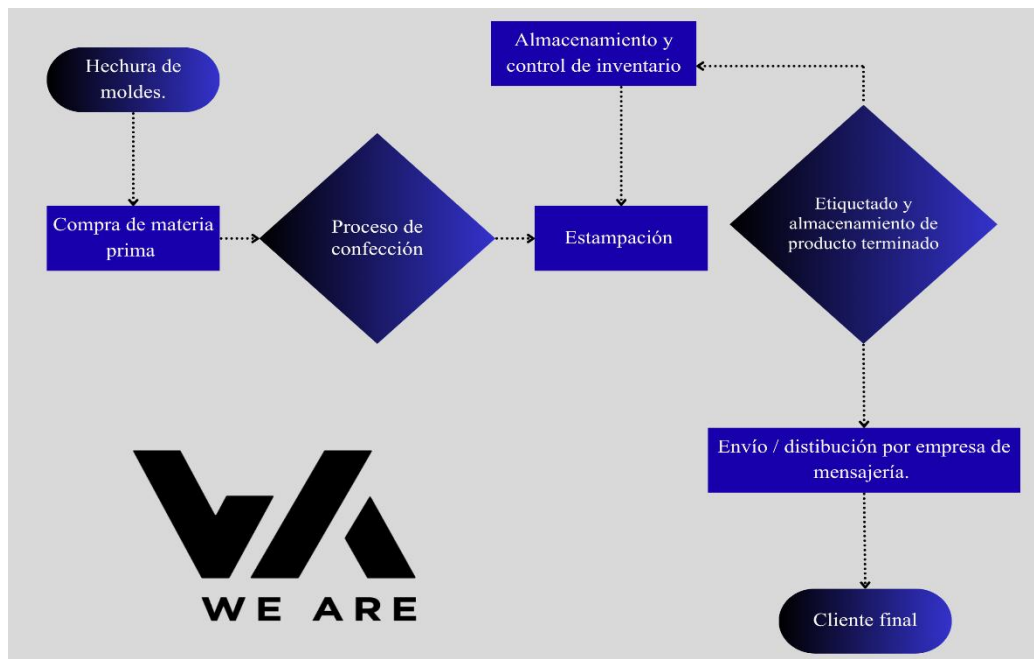 Hechura de
moldes.
Compra de materia
prima
Proceso de
confección
Almacenamiento y
control de inventario
Estampación
Etiquetado y
almacenamiento de
producto terminado
Envío / distibución por empresa de
mensajería.
Cliente final
WE ARE